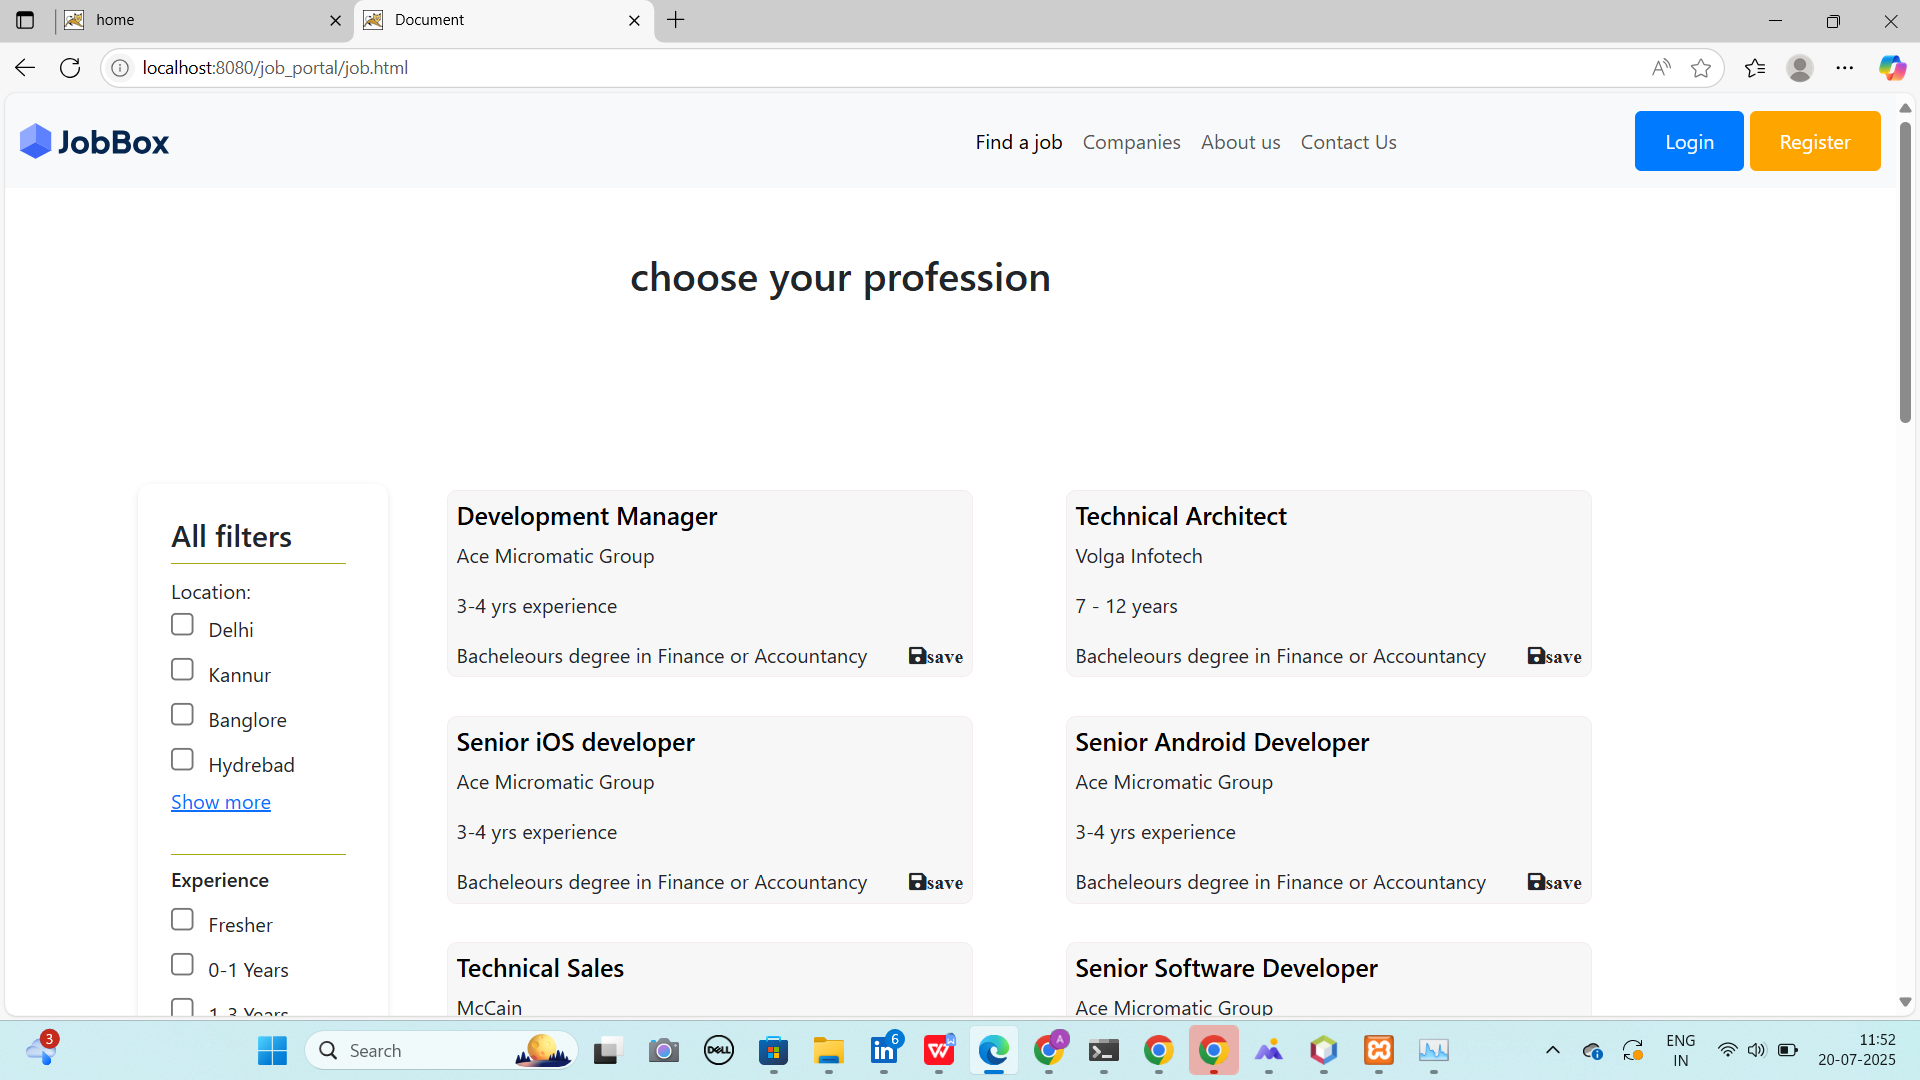 home
Document
localhost:8080/job_portal/job.html
JobBox
Find a job
Companies
About us
Contact Us
Login
Register
choose your profession
All filters
Location:
Delhi
Kannur
Banglore
Hydrebad
Show more
Experience
Fresher
0-1 Years
1-3 Years
Development Manager
Ace Micromatic Group
3-4 yrs experience
Bacheleours degree in Finance or Accountancy
save
Technical Architect
Volga Infotech
7 - 12 years
Bacheleours degree in Finance or Accountancy
save
Senior iOS developer
Ace Micromatic Group
3-4 yrs experience
Bacheleours degree in Finance or Accountancy
save
Senior Android Developer
Ace Micromatic Group
3-4 yrs experience
Bacheleours degree in Finance or Accountancy
save
Technical Sales
McCain
Senior Software Developer
Ace Micromatic Group
3
Search
DELL
6
A
ENG
IN
11:52
20-07-2025